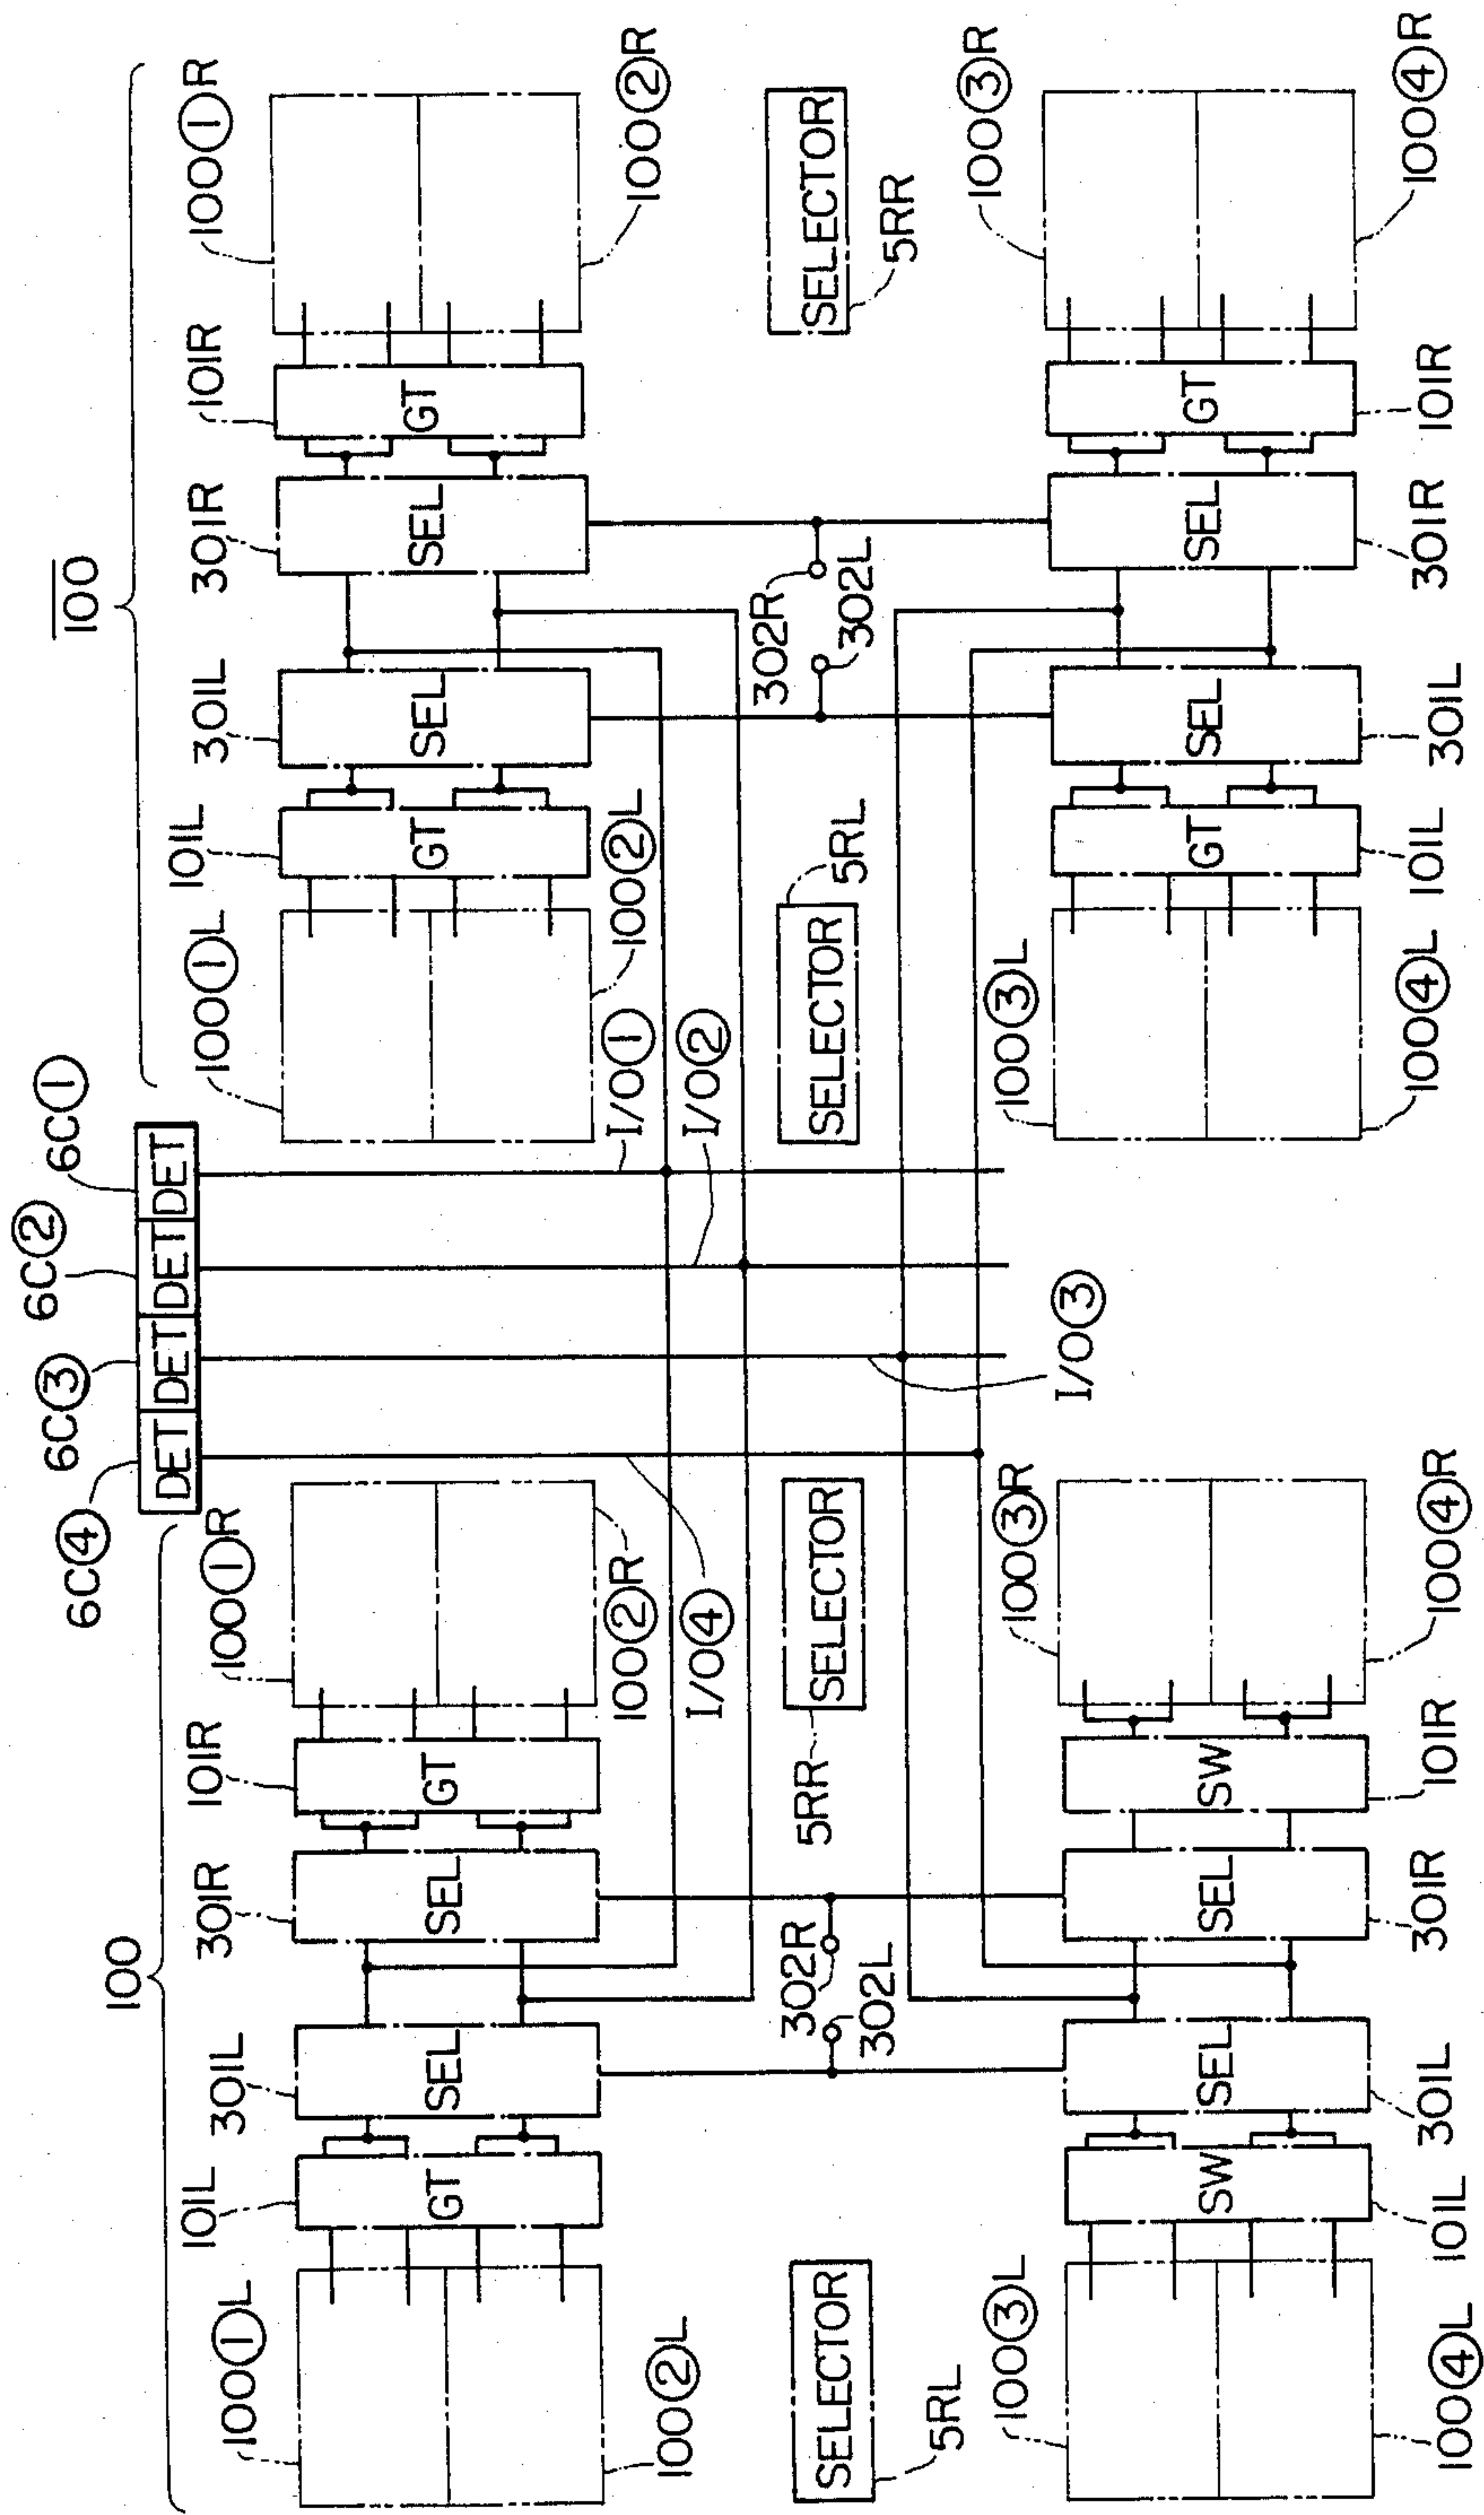 6C④ 6C③ 6C② 6C①
100 100
DET DET DET DET
100①L 101L 301L 301R 101R 100①R 100①L 101L 301L 301R 101R 100①R
GT SEL SEL GT GT SEL SEL GT
100②L 100②R I/O① 100②L 100②R
I/O④ I/O②
SELECTOR 302L 302R SELECTOR SELECTOR 302L 302R SELECTOR
5RL 5RR 5RL 5RR
100③L 100③R I/O③ 100③L 100③R
SW SEL SEL SW GT SEL SEL GT
100④L 101L 301L 301R 101R 100④R 100④L 101L 301L 301R 101R 100④R